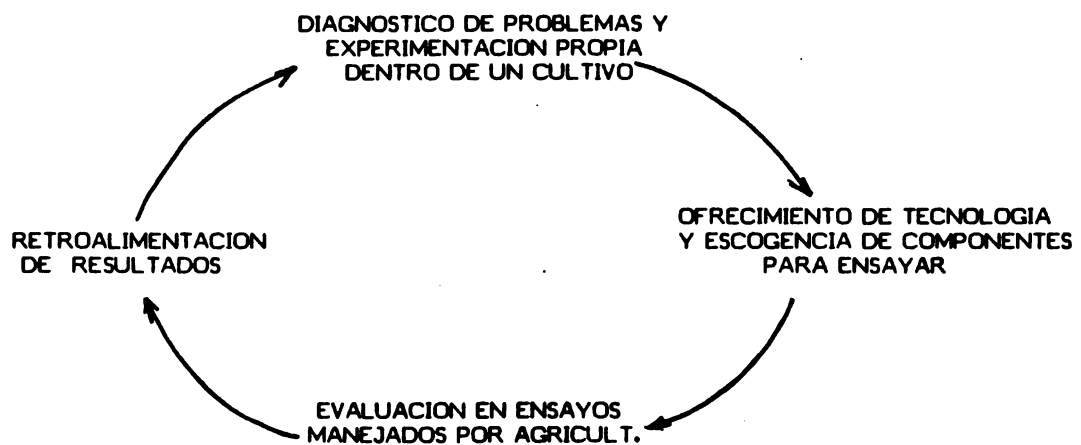 DIAGNOSTICO DE PROBLEMAS Y
EXPERIMENTACION PROPIA
DENTRO DE UN CULTIVO
OFRECIMIENTO DE TECNOLOGIA
Y ESCOGENCIA DE COMPONENTES
PARA ENSAYAR
EVALUACION EN ENSAYOS
MANEJADOS POR AGRICULT.
RETROALIMENTACION
DE RESULTADOS